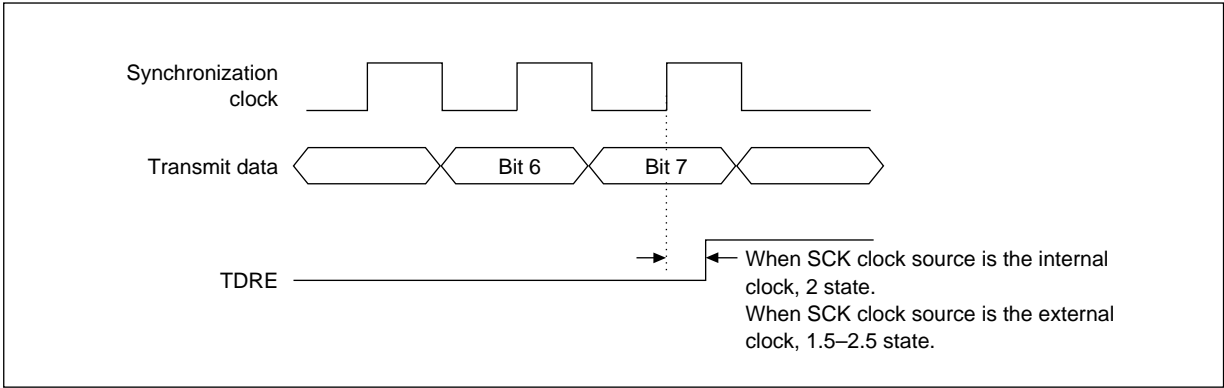 Synchronization
clock
Transmit data
Bit 6
Bit 7
TDRE
When SCK clock source is the internal
clock, 2 state.
When SCK clock source is the external
clock, 1.5–2.5 state.